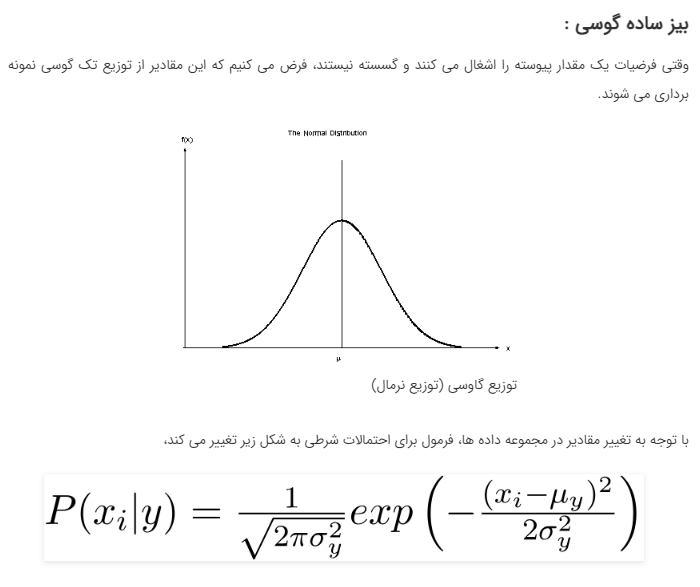 بیز ساده گوسی :
وقتی فرضیات یک مقدار پیوسته را اشغال می کنند و گسسته نیستند، فرض می کنیم که این مقادیر از توزیع تک گوسی نمونه
برداری می شوند.
The Normal Distribution
f(x)
x
μ
توزیع گاوسی (توزیع نرمال)
با توجه به تغییر مقادیر در مجموعه داده ها، فرمول برای احتمالات شرطی به شکل زیر تغییر می کند،
P(x_i|y) = \frac{1}{\sqrt{2\pi\sigma_y^2}} exp\left(-\frac{(x_i-\mu_y)^2}{2\sigma_y^2}\right)